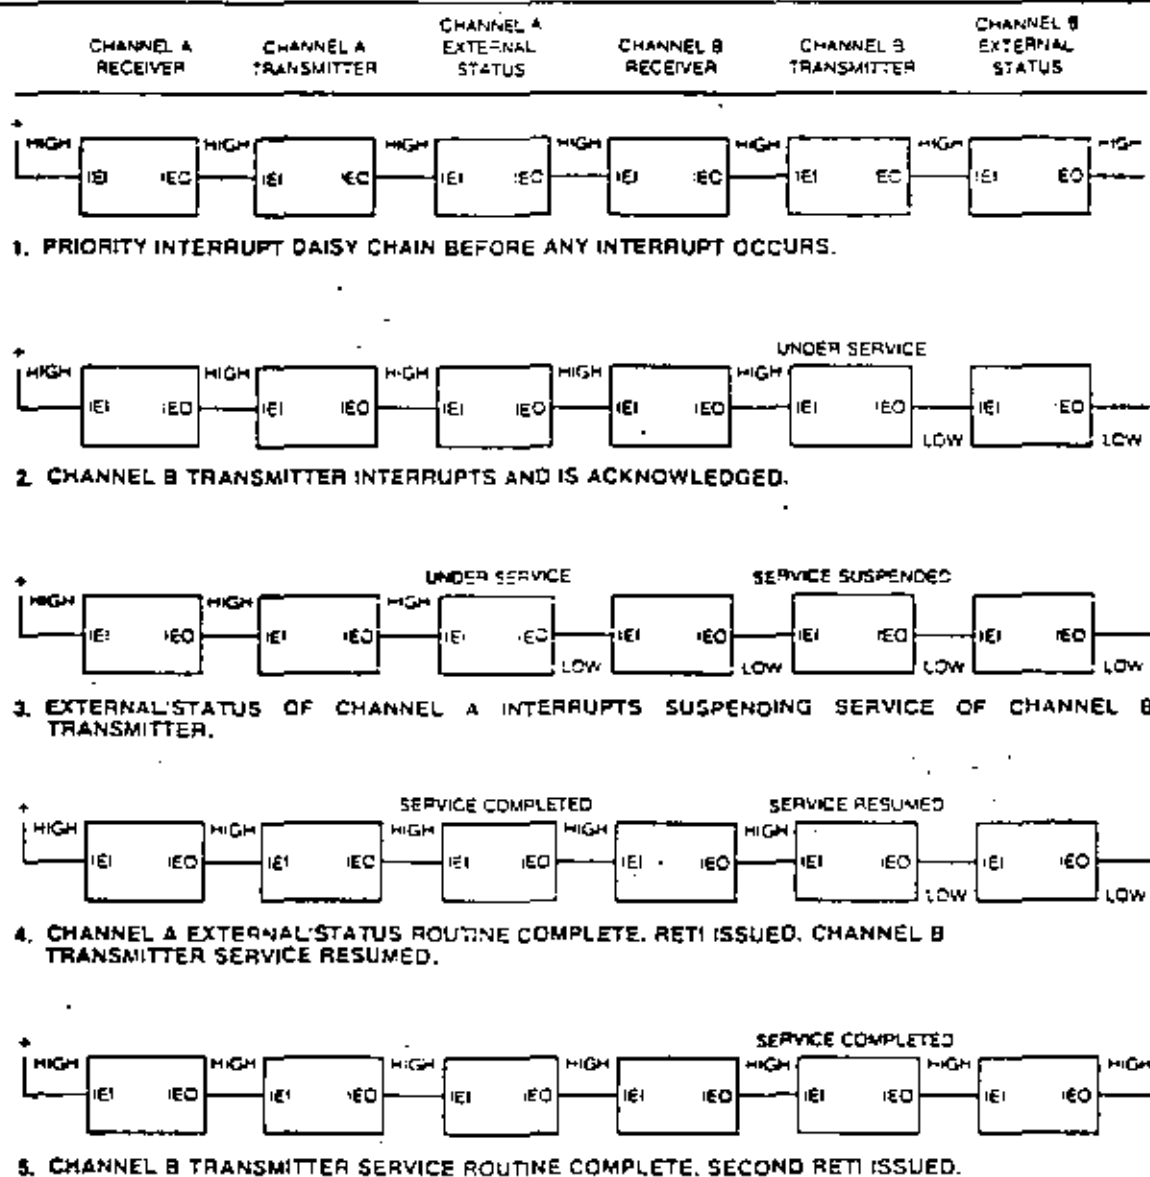 CHANNEL A RECEIVER
CHANNEL A TRANSMITTER
CHANNEL A EXTERNAL STATUS
CHANNEL B RECEIVER
CHANNEL B TRANSMITTER
CHANNEL B EXTERNAL STATUS
+
HIGH HIGH HIGH HIGH HIGH HIGH HIGH
IEI IEO IEI IEO IEI IEO IEI IEO IEI IEO IEI IEO
1. PRIORITY INTERRUPT DAISY CHAIN BEFORE ANY INTERRUPT OCCURS.
UNDER SERVICE
+
HIGH HIGH HIGH HIGH HIGH
IEI IEO IEI IEO IEI IEO IEI IEO IEI IEO IEI IEO
LOW LOW
2. CHANNEL B TRANSMITTER INTERRUPTS AND IS ACKNOWLEDGED.
UNDER SERVICE SERVICE SUSPENDED
+
HIGH HIGH HIGH
IEI IEO IEI IEO IEI IEO IEI IEO IEI IEO IEI IEO
LOW LOW LOW LOW
3. EXTERNAL/STATUS OF CHANNEL A INTERRUPTS SUSPENDING SERVICE OF CHANNEL B
TRANSMITTER.
SERVICE COMPLETED SERVICE RESUMED
+
HIGH HIGH HIGH HIGH HIGH
IEI IEO IEI IEO IEI IEO IEI IEO IEI IEO IEI IEO
LOW LOW
4. CHANNEL A EXTERNAL/STATUS ROUTINE COMPLETE. RETI ISSUED. CHANNEL B
TRANSMITTER SERVICE RESUMED.
SERVICE COMPLETED
+
HIGH HIGH HIGH HIGH HIGH HIGH HIGH
IEI IEO IEI IEO IEI IEO IEI IEO IEI IEO IEI IEO
5. CHANNEL B TRANSMITTER SERVICE ROUTINE COMPLETE. SECOND RETI ISSUED.